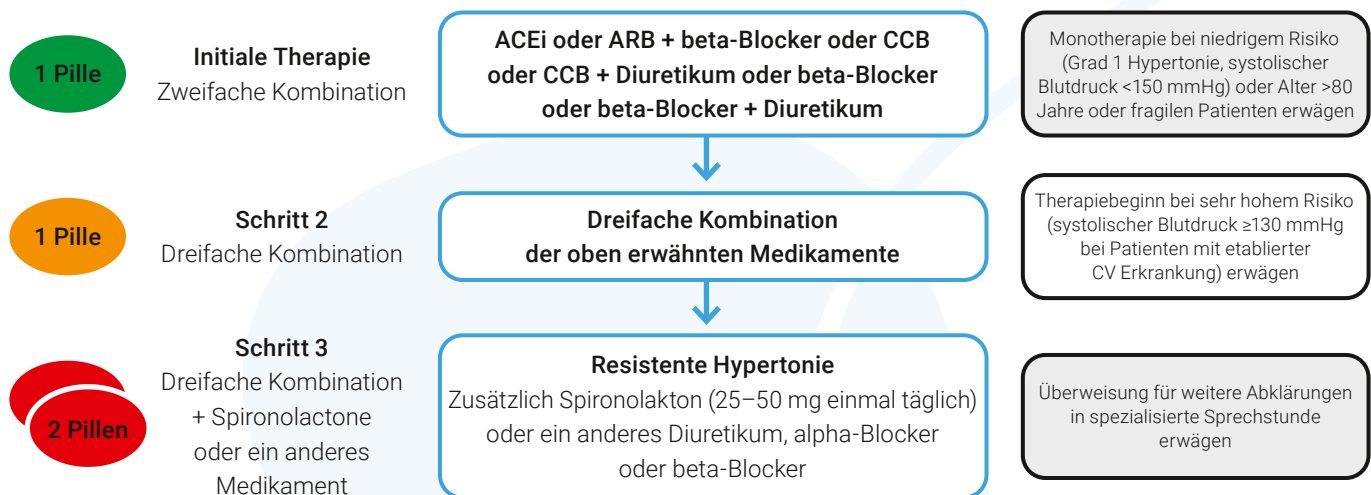 1 Pille
Initiale Therapie
Zweifache Kombination
ACEi oder ARB + beta-Blocker oder CCB
oder CCB + Diuretikum oder beta-Blocker
oder beta-Blocker + Diuretikum
Monotherapie bei niedrigem Risiko
(Grad 1 Hypertonie, systolischer
Blutdruck <150 mmHg) oder Alter >80
Jahre oder fragilen Patienten erwägen
1 Pille
Schritt 2
Dreifache Kombination
Dreifache Kombination
der oben erwähnten Medikamente
Therapiebeginn bei sehr hohem Risiko
(systolischer Blutdruck ≥130 mmHg
bei Patienten mit etablierter
CV Erkrankung) erwägen
2 Pillen
Schritt 3
Dreifache Kombination
+ Spironolactone
oder ein anderes
Medikament
Resistente Hypertonie
Zusätzlich Spironolakton (25–50 mg einmal täglich)
oder ein anderes Diuretikum, alpha-Blocker
oder beta-Blocker
Überweisung für weitere Abklärungen
in spezialisierte Sprechstunde
erwägen